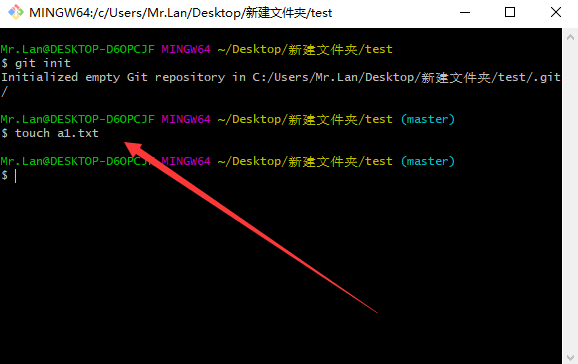 MINGW64:/c/Users/Mr.Lan/Desktop/新建文件夹/test
Mr.Lan@DESKTOP-D6OPCJF MINGW64 ~/Desktop/新建文件夹/test
$ git init
Initialized empty Git repository in C:/Users/Mr.Lan/Desktop/新建文件夹/test/.git
/
Mr.Lan@DESKTOP-D6OPCJF MINGW64 ~/Desktop/新建文件夹/test (master)
$ touch a1.txt
Mr.Lan@DESKTOP-D6OPCJF MINGW64 ~/Desktop/新建文件夹/test (master)
$